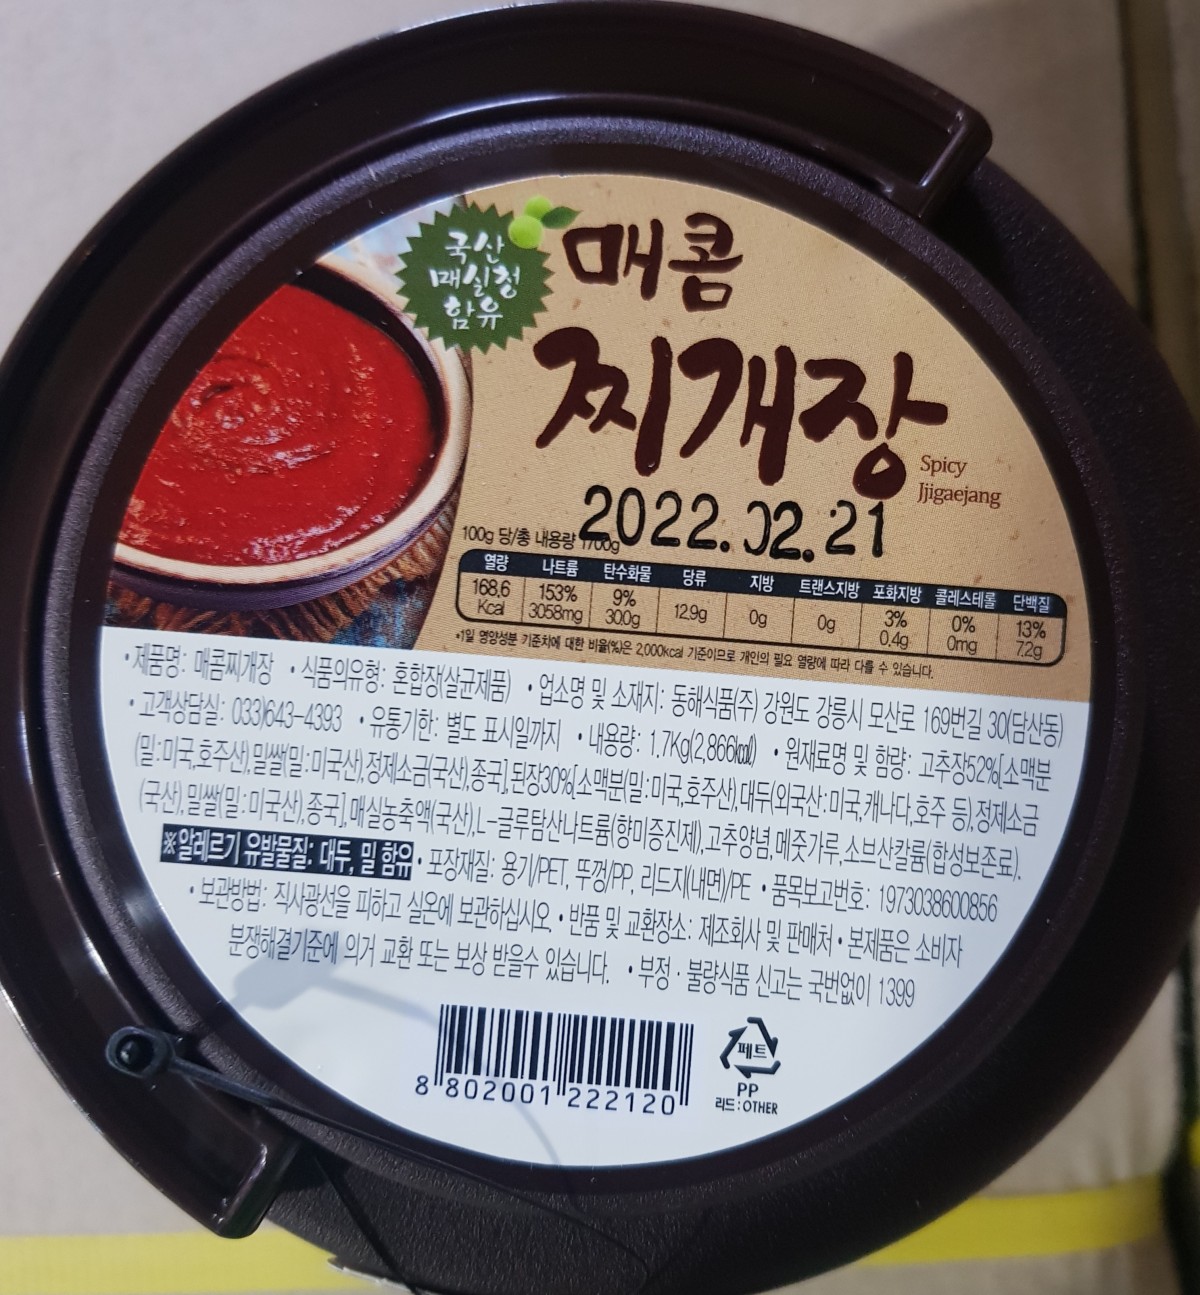 국산
매실청
함유
매콤
찌개장
Spicy
Jjigaejang
2022.02.21
100g 당/총 내용량 1700g
열량 나트륨 탄수화물 당류 지방 트랜스지방 포화지방 콜레스테롤 단백질
168.6 153% 9% 12.9g 0g 0g 3% 0% 13%
Kcal 3058mg 300g 0.4g 0mg 7.2g
*1일 영양성분 기준치에 대한 비율(%)은 2,000kcal 기준이므로 개인의 필요 열량에 따라 다를 수 있습니다.
•제품명: 매콤찌개장 •식품의유형: 혼합장(살균제품) •업소명 및 소재지: 동해식품(주) 강원도 강릉시 모산로 169번길 30(담산동)
•고객상담실: 033)643-4393 •유통기한: 별도 표시일까지 •내용량: 1.7Kg(2,866㎉) •원재료명 및 함량: 고추장52%[소맥분
(밀:미국,호주산),밀쌀(밀:미국산),정제소금(국산),종국] 된장30%[소맥분(밀:미국,호주산),대두(외국산:미국,캐나다,호주 등),정제소금
(국산),밀쌀(밀:미국산),종국],매실농축액(국산),L-글루탐산나트륨(향미증진제),고추양념,메줏가루,소브산칼륨(합성보존료).
※알레르기 유발물질: 대두, 밀 함유 •포장재질: 용기/PET, 뚜껑/PP, 리드지(내면)/PE •품목보고번호: 1973038600856
•보관방법: 직사광선을 피하고 실온에 보관하십시오. •반품 및 교환장소: 제조회사 및 판매처 •본제품은 소비자
분쟁해결기준에 의거 교환 또는 보상 받을수 있습니다. •부정·불량식품 신고는 국번없이 1399
8 802001 222120
페트
PP
리드:OTHER